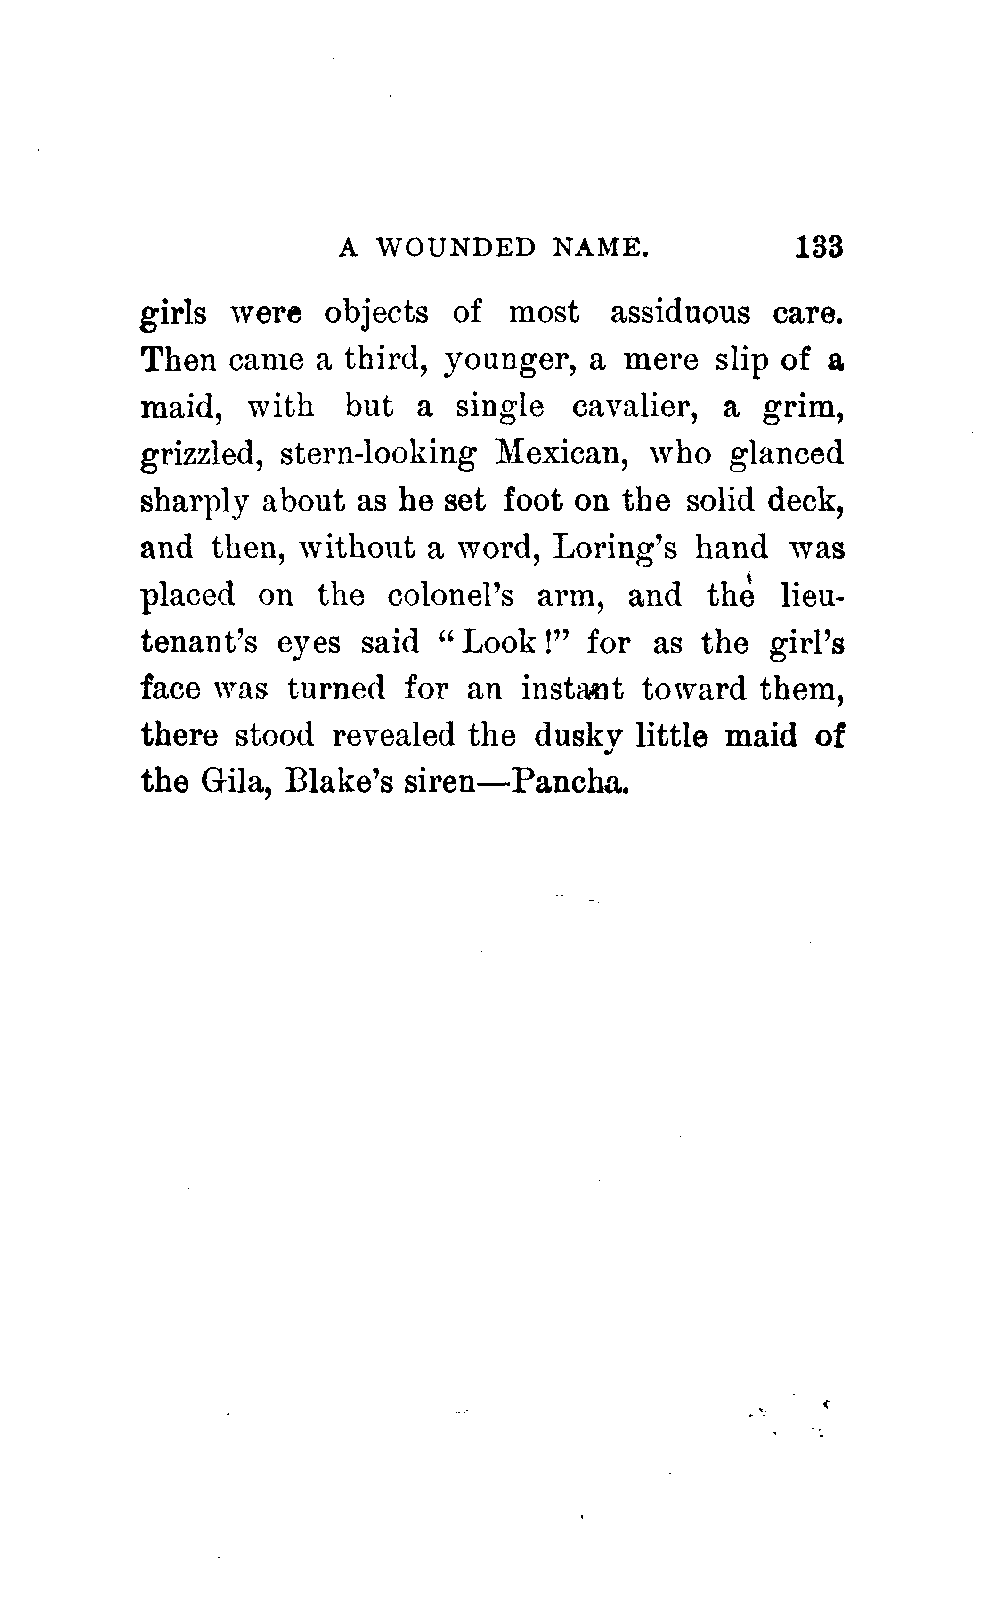 A WOUNDED NAME. 133
girls were objects of most assiduous care.
Then came a third, younger, a mere slip of a
maid, with but a single cavalier, a grim,
grizzled, stern-looking Mexican, who glanced
sharply about as he set foot on the solid deck,
and then, without a word, Loring's hand was
placed on the colonel's arm, and the lieu-
tenant's eyes said “Look!” for as the girl's
face was turned for an instant toward them,
there stood revealed the dusky little maid of
the Gila, Blake's siren—Pancha.